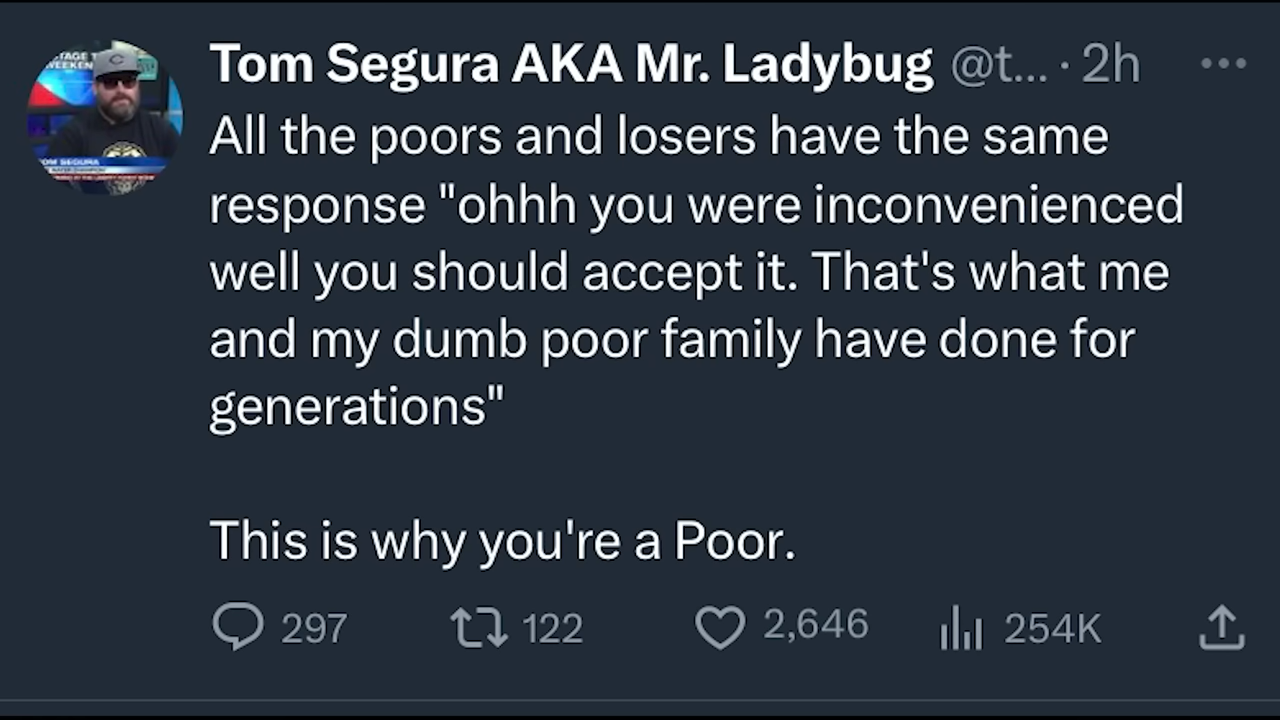 Tom Segura AKA Mr. Ladybug @t... · 2h
All the poors and losers have the same
response "ohhh you were inconvenienced
well you should accept it. That's what me
and my dumb poor family have done for
generations"
This is why you're a Poor.
297 122 2,646 254K
OM SEGURA